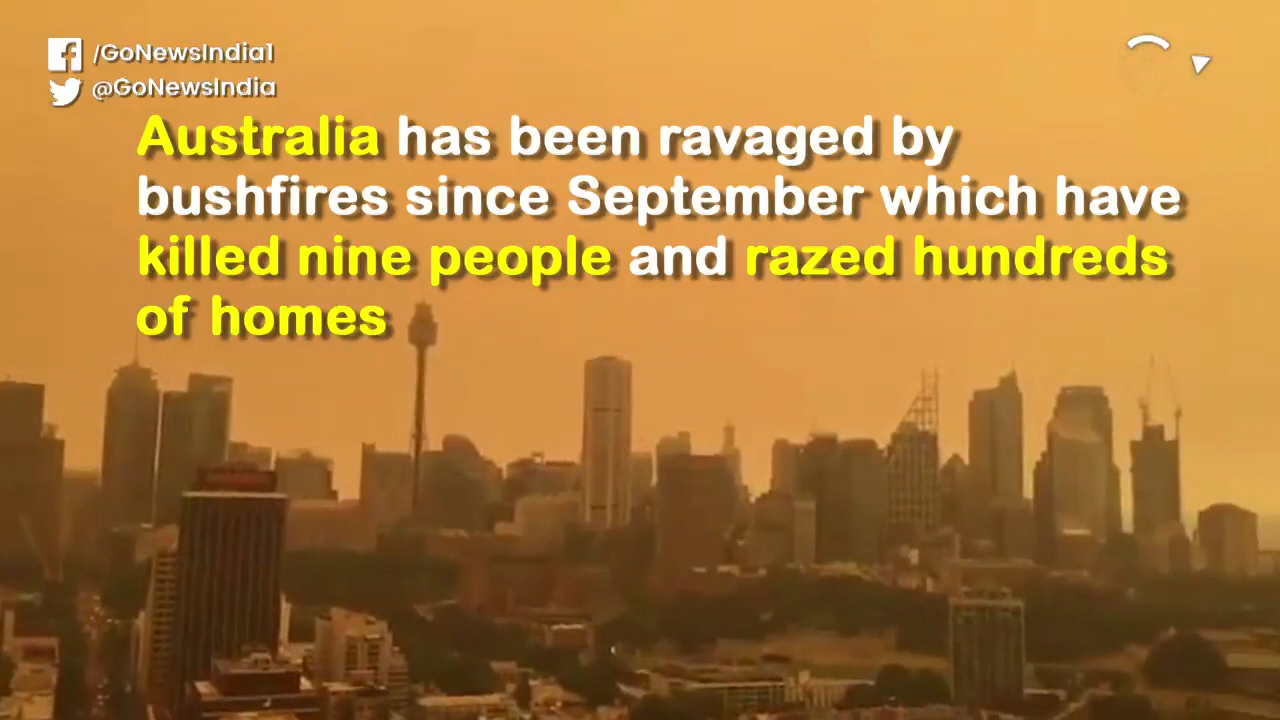 /GoNewsIndia1
@GoNewsIndia
Australia has been ravaged by
bushfires since September which have
killed nine people and razed hundreds
of homes